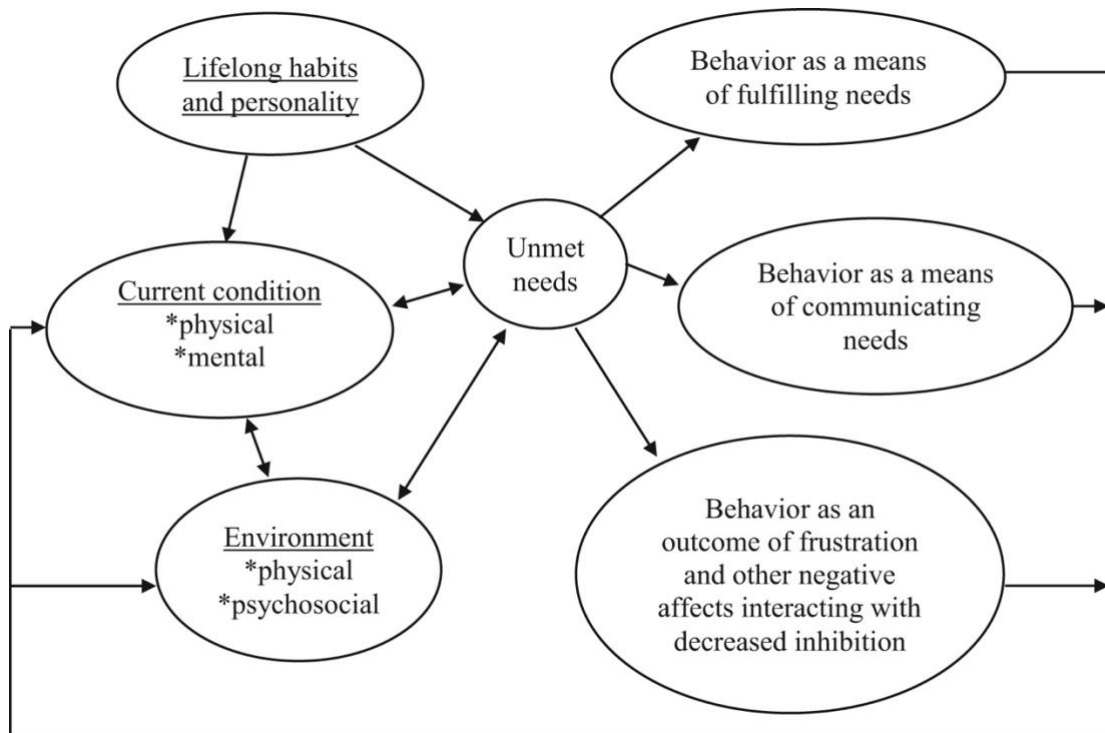 Lifelong habits
and personality
Behavior as a means
of fulfilling needs
Unmet
needs
Current condition
*physical
*mental
Behavior as a means
of communicating
needs
Environment
*physical
*psychosocial
Behavior as an
outcome of frustration
and other negative
affects interacting with
decreased inhibition